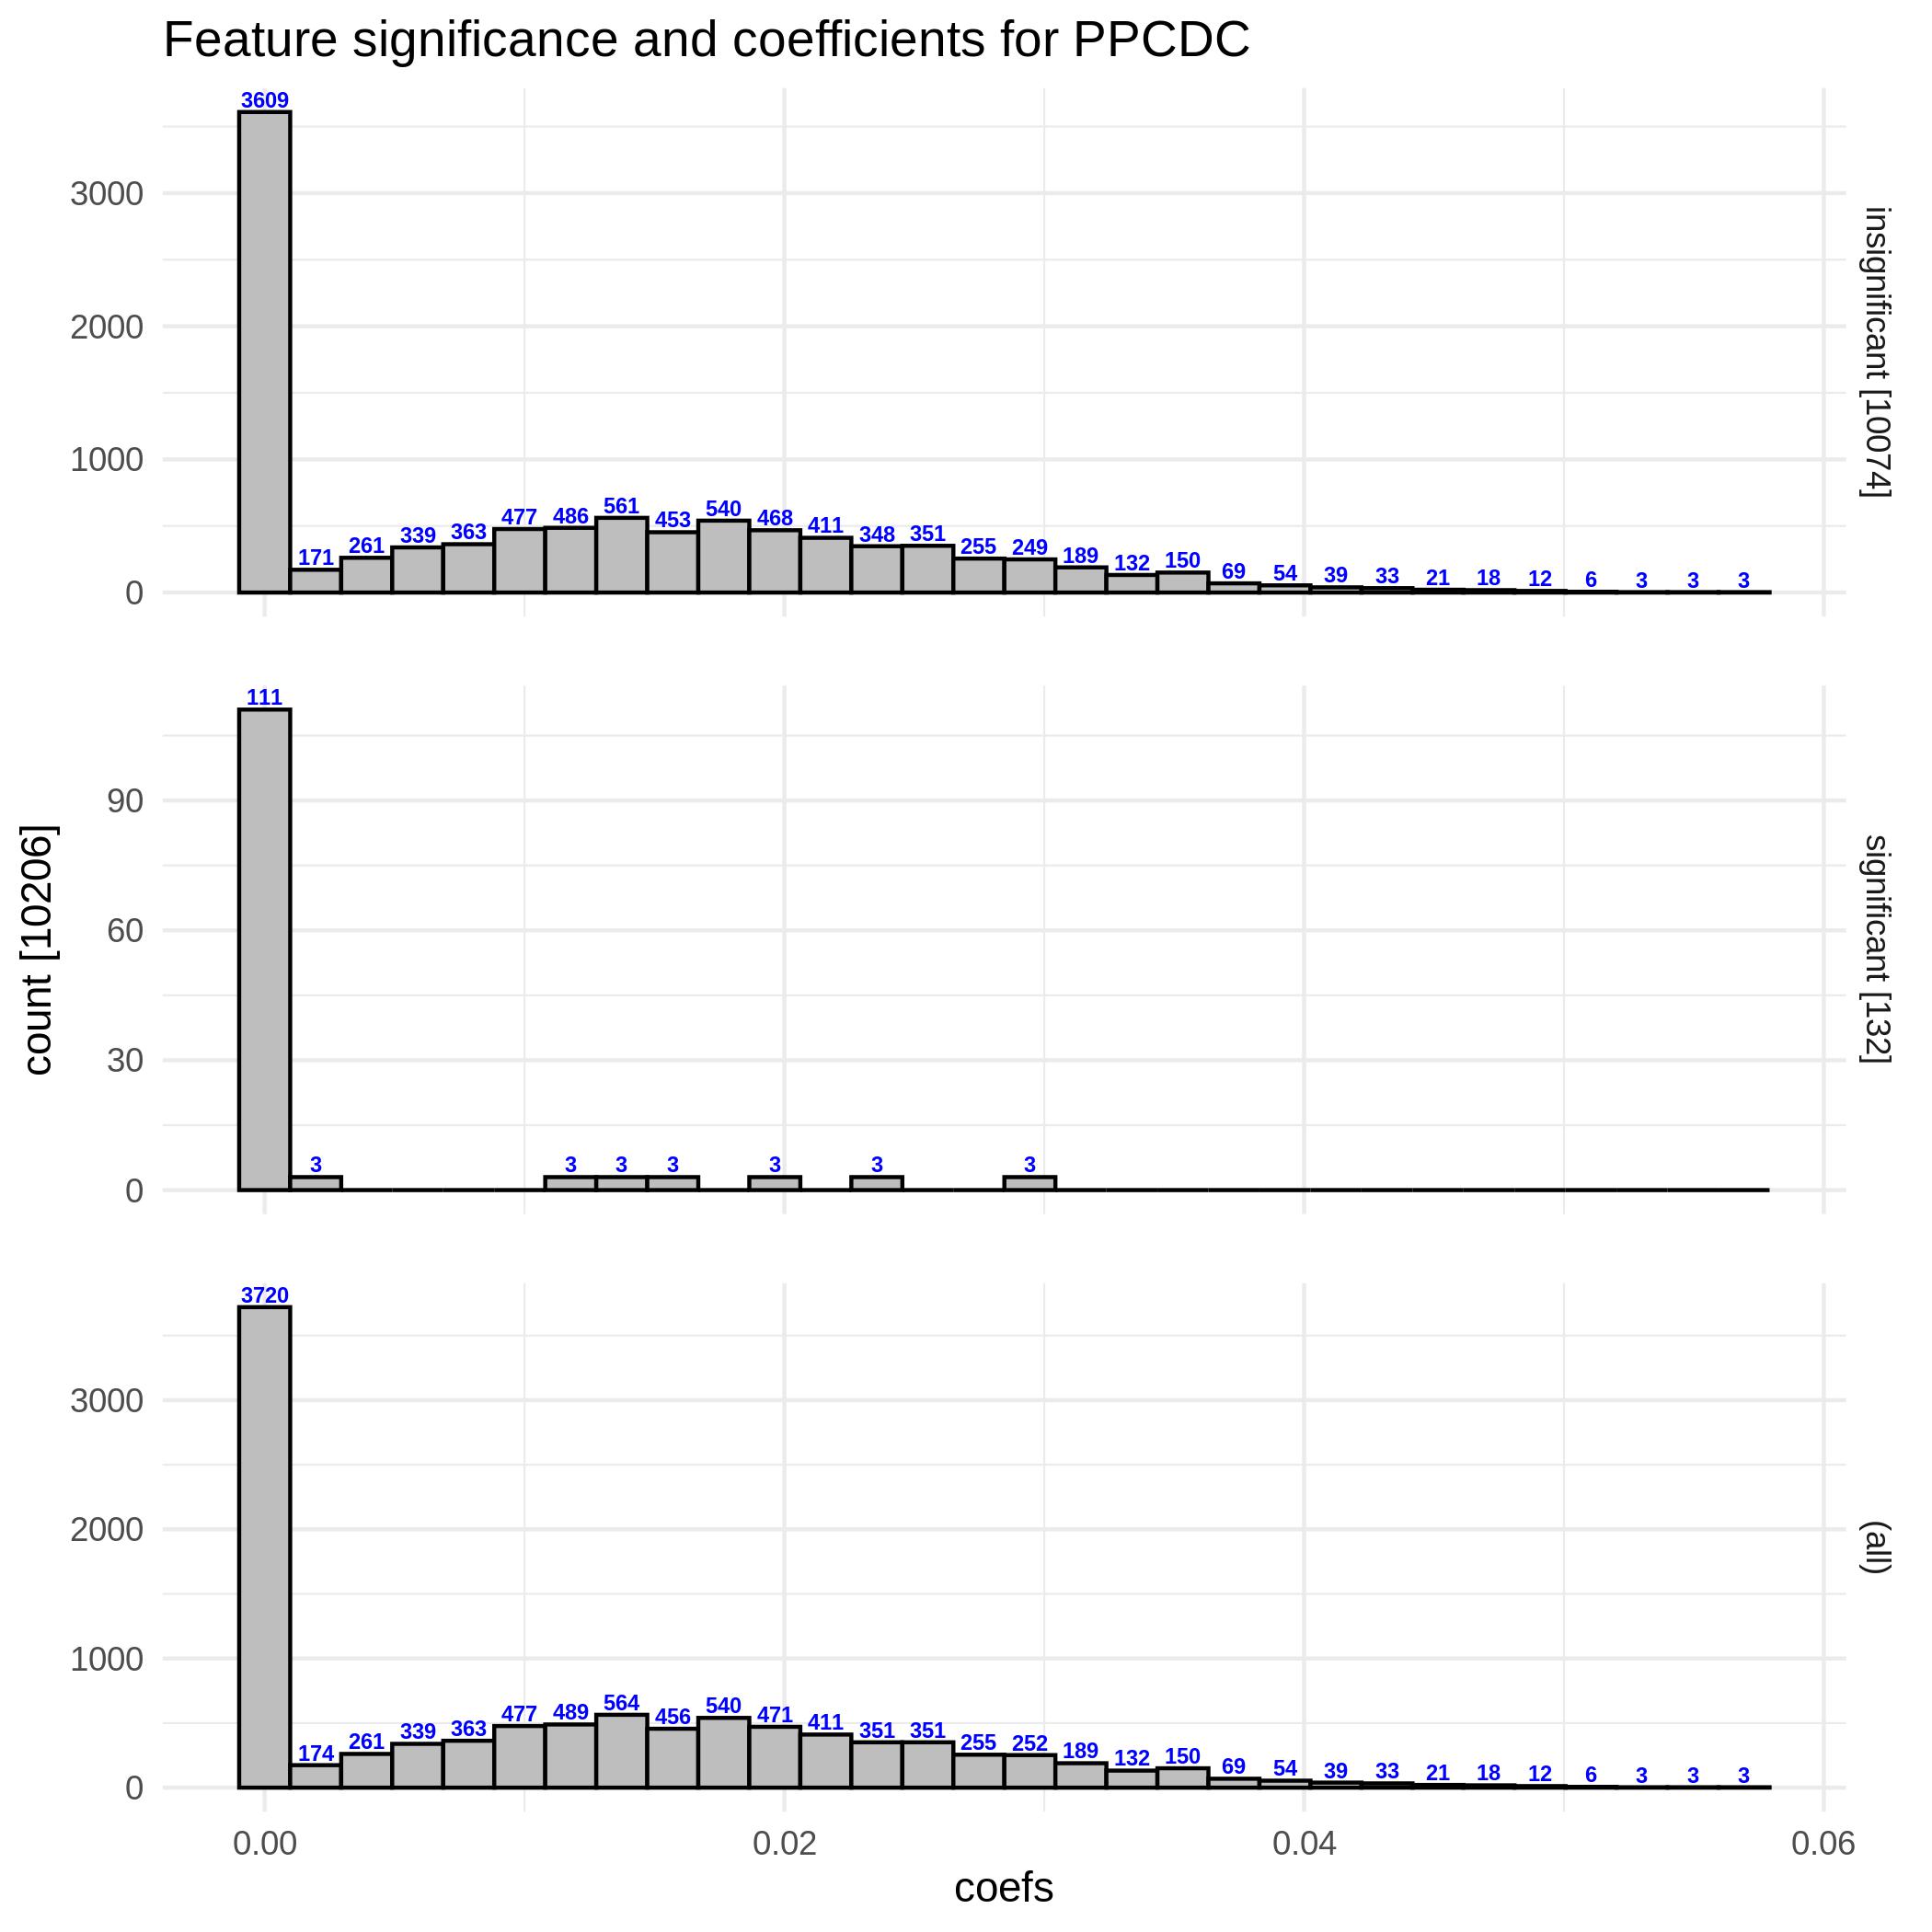 Feature significance and coefficients for PPCDC
3609
171 261 339 363 477 486 561 453 540 468 411 348 351 255 249 189 132 150 69 54 39 33 21 18 12 6 3 3 3
3000
2000
1000
0
insignificant [10074]
111
3 3 3 3 3 3 3
90
60
30
0
significant [132]
count [10206]
3720
174 261 339 363 477 489 564 456 540 471 411 351 351 255 252 189 132 150 69 54 39 33 21 18 12 6 3 3 3
3000
2000
1000
0
(all)
0.00 0.02 0.04 0.06
coefs